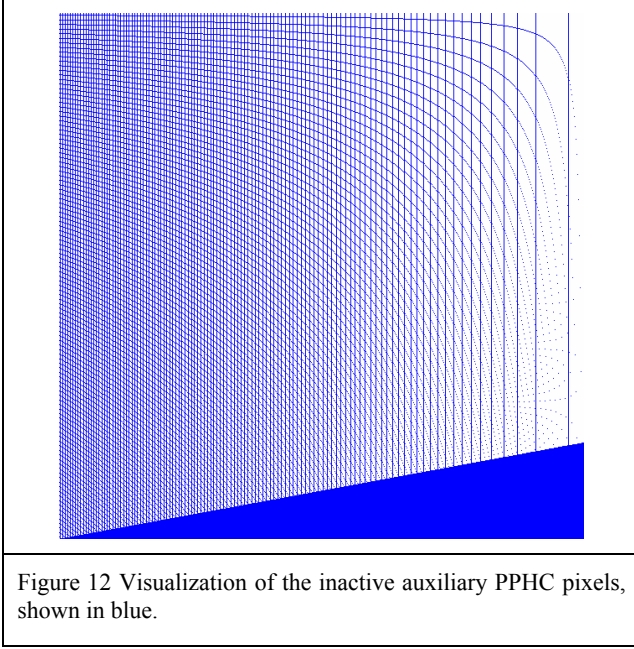 Figure 12 Visualization of the inactive auxiliary PPHC pixels,
shown in blue.